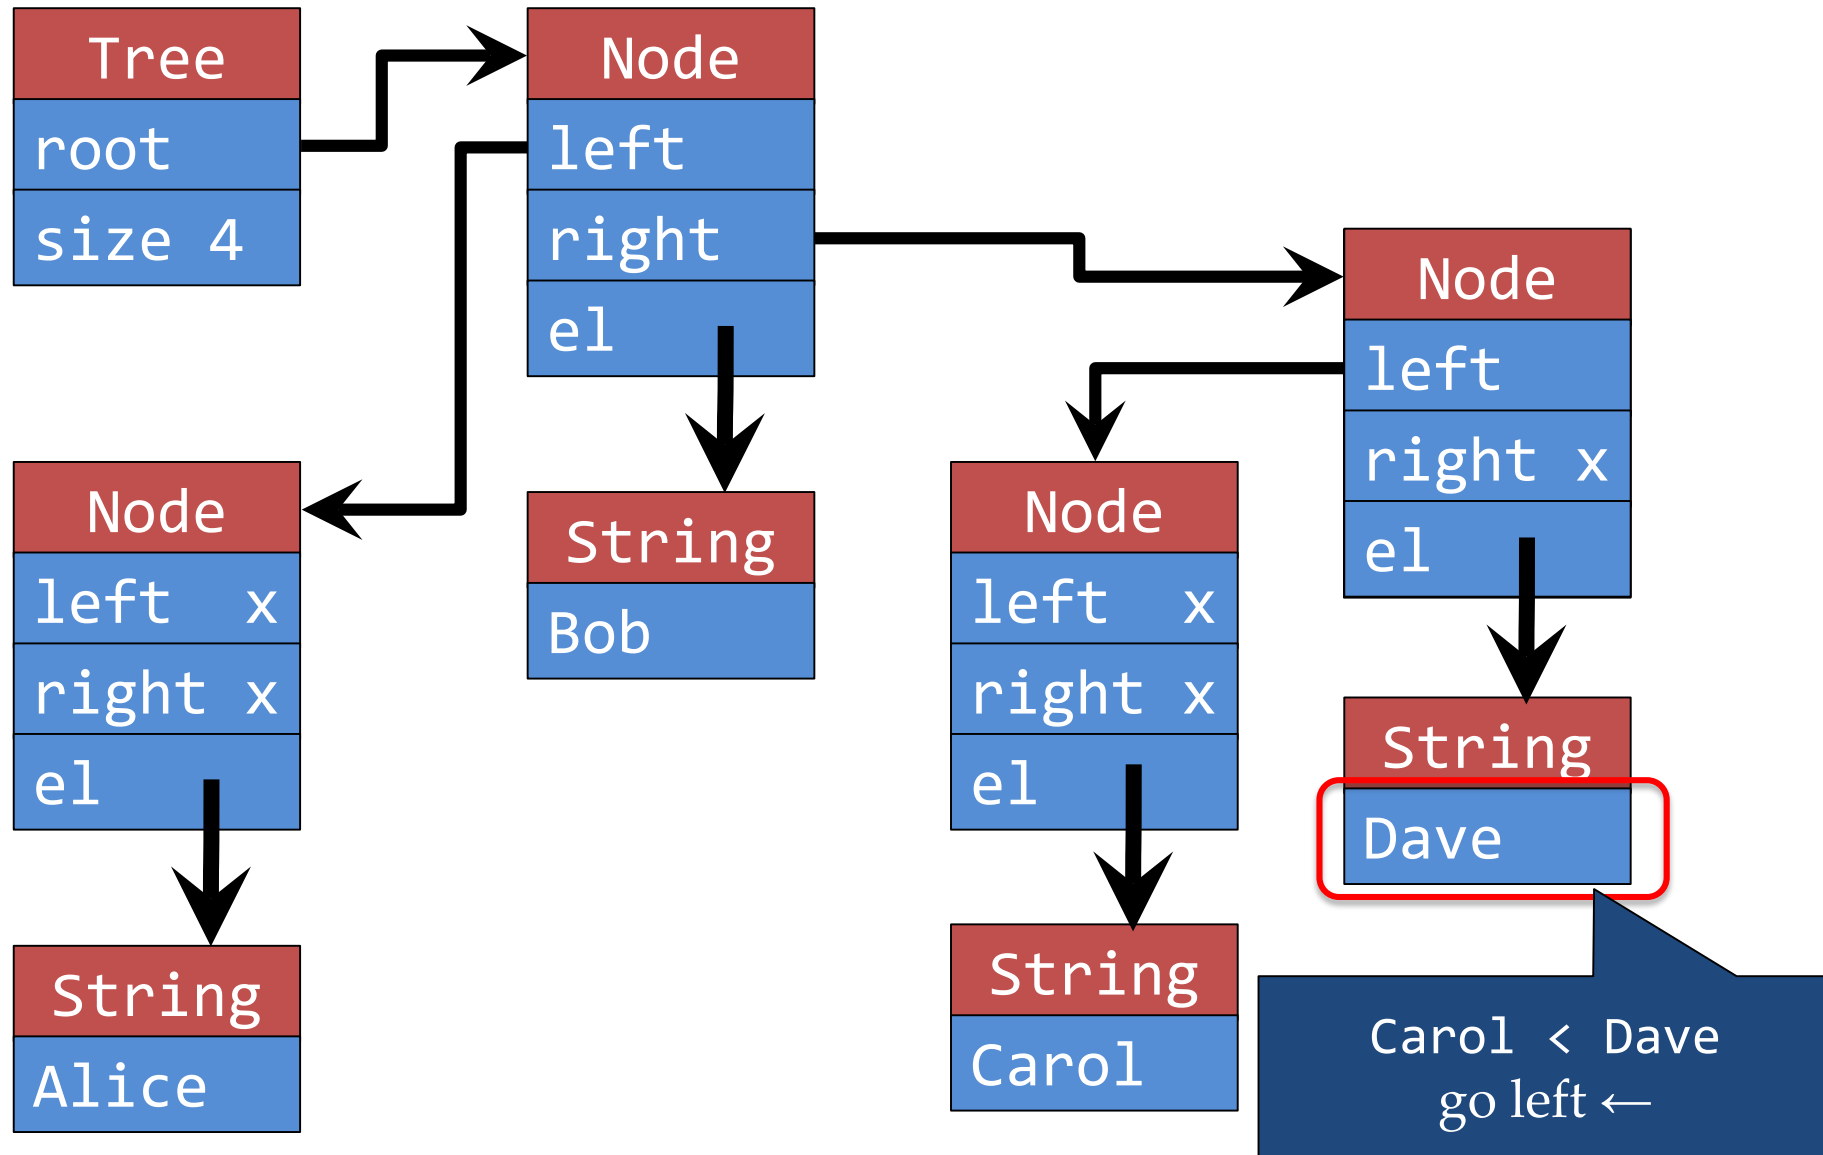 Tree
root
size 4
Node
left
right
el
Node
left
right x
el
Node
left x
right x
el
String
Bob
Node
left x
right x
el
String
Dave
String
Alice
String
Carol
Carol < Dave
go left ←